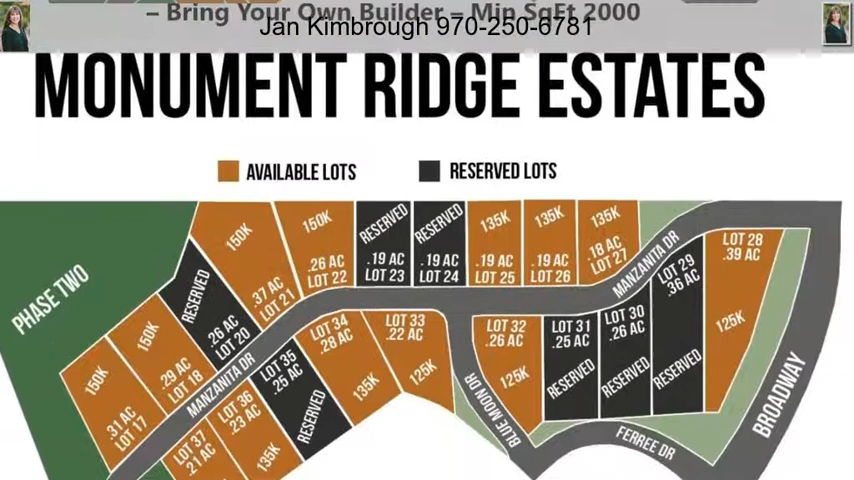 – Bring Your Own Builder – Min SqFt 2000
Jan Kimbrough 970-250-6781
MONUMENT RIDGE ESTATES
AVAILABLE LOTS
RESERVED LOTS
PHASE TWO
150K
.31 AC
LOT 17
150K
.29 AC
LOT 18
RESERVED
.26 AC
LOT 20
150K
.37 AC
LOT 21
150K
.26 AC
LOT 22
RESERVED
.19 AC
LOT 23
RESERVED
.19 AC
LOT 24
135K
.19 AC
LOT 25
135K
.19 AC
LOT 26
135K
.18 AC
LOT 27
MANZANITA DR
LOT 28
.39 AC
125K
LOT 29
.36 AC
RESERVED
LOT 30
.26 AC
RESERVED
LOT 31
.25 AC
RESERVED
LOT 32
.26 AC
125K
LOT 33
.22 AC
125K
LOT 34
.28 AC
135K
LOT 35
.25 AC
RESERVED
LOT 36
.23 AC
135K
LOT 37
.21 AC
MANZANITA DR
BLUE MOON DR
FERREE DR
BROADWAY